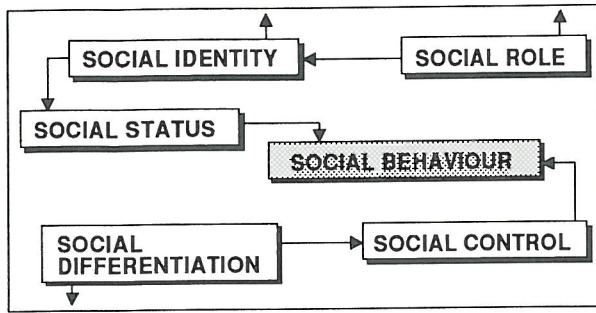 SOCIAL IDENTITY
SOCIAL ROLE
SOCIAL STATUS
SOCIAL BEHAVIOUR
SOCIAL
DIFFERENTIATION
SOCIAL CONTROL